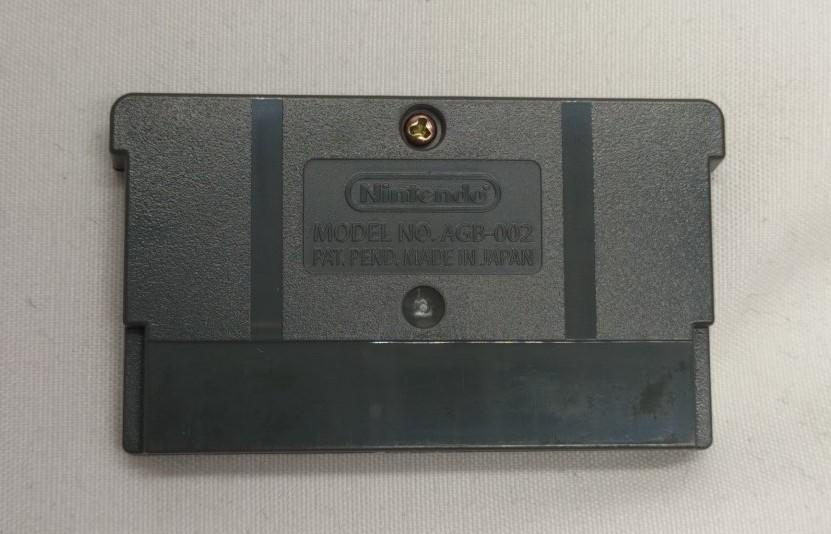 Nintendo®
MODEL NO. AGB-002
PAT. PEND. MADE IN JAPAN